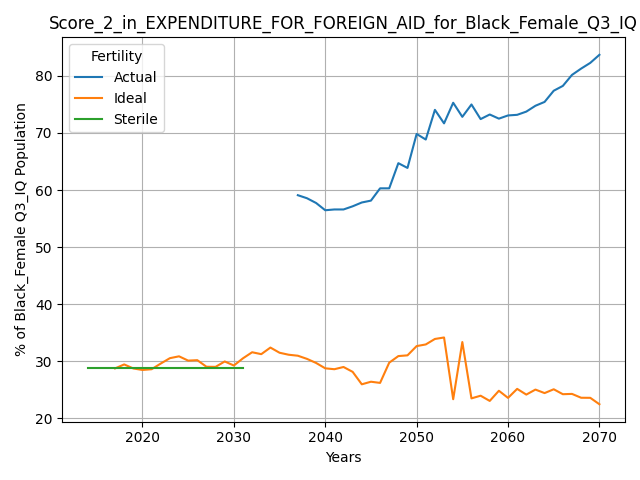 Score_2_in_EXPENDITURE_FOR_FOREIGN_AID_for_Black_Female_Q3_IQ
Fertility
Actual
Ideal
Sterile
% of Black_Female Q3_IQ Population
80
70
60
50
40
30
20
2020
2030
2040
2050
2060
2070
Years